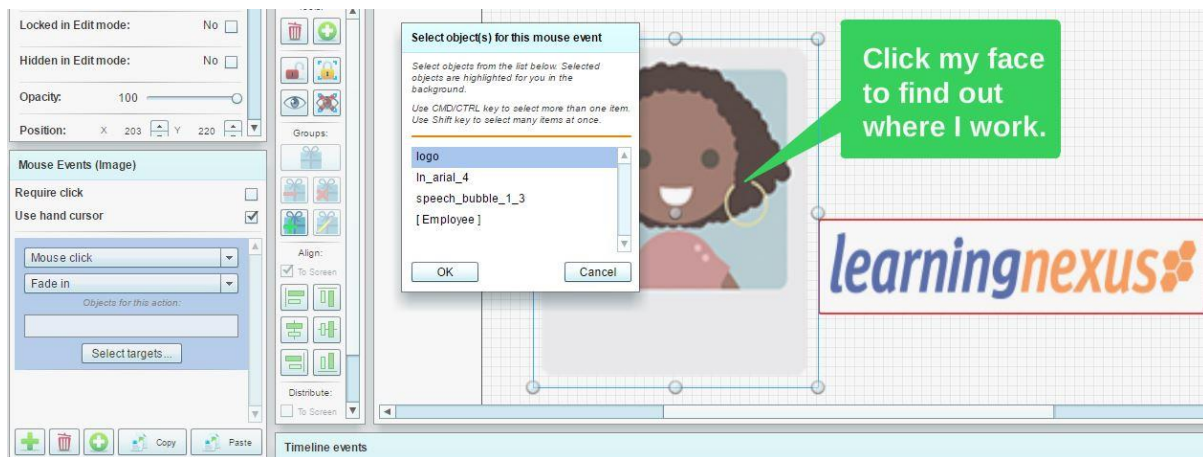 Locked in Edit mode: No
Hidden in Edit mode: No
Opacity: 100
Position: X 203 Y 220
Mouse Events (Image)
Require click
Use hand cursor
Mouse click
Fade in
Objects for this action:
Select targets...
Copy
Paste
Groups:
Align:
To Screen
Distribute:
To Screen
Select object(s) for this mouse event
Select objects from the list below. Selected
objects are highlighted for you in the
background.
Use CMD/CTRL key to select more than one item.
Use Shift key to select many items at once.
logo
ln_arial_4
speech_bubble_1_3
[ Employee ]
OK
Cancel
Click my face
to find out
where I work.
learningnexus
Timeline events